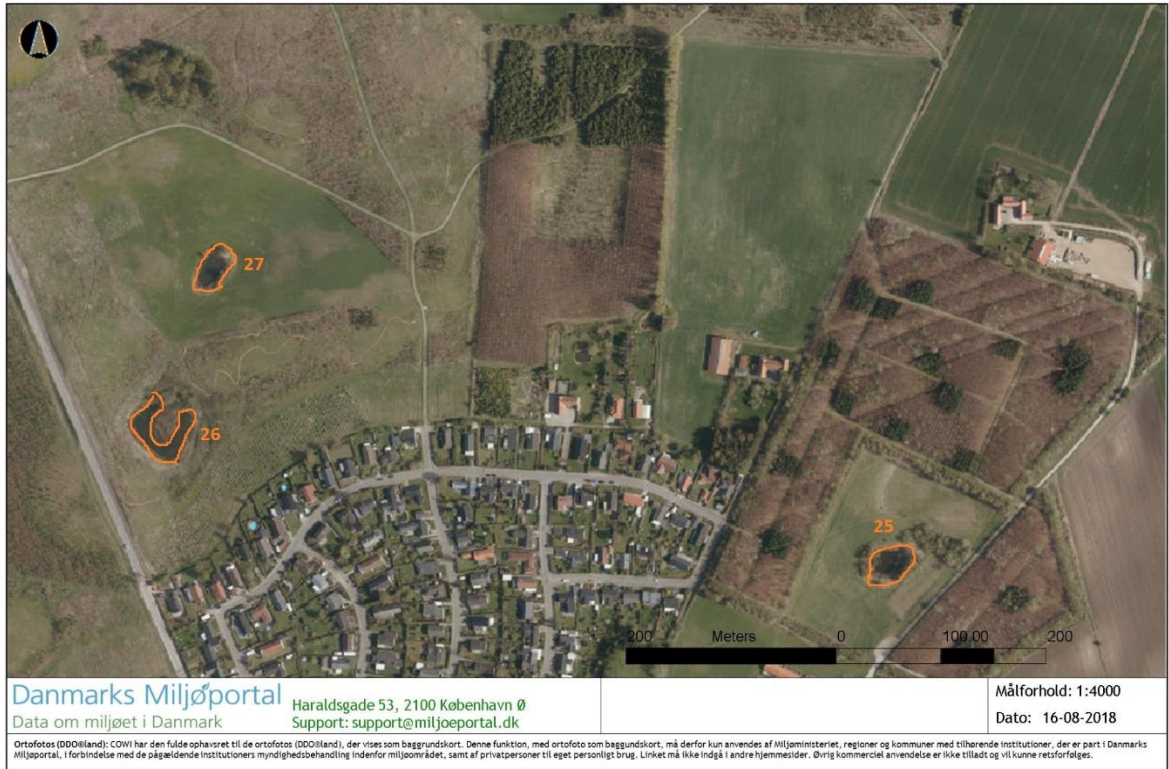 27
26
25
200 Meters 0 100.00 200
Danmarks Miljøportal
Data om miljøet i Danmark
Haraldsgade 53, 2100 København Ø
Support: support@miljoeportal.dk
Målforhold: 1:4000
Dato: 16-08-2018
Ortofotos (DDO®land): COWI har den fulde ophavsret til de ortofotos (DDO®land), der vises som baggrundskort. Denne funktion, med ortofoto som baggundskort, må derfor kun anvendes af Miljøministeriet, regioner og kommuner med tilhørende institutioner, der er part i Danmarks
Miljøportal, i forbindelse med de pågældende institutioners myndighedsbehandling indenfor miljøområdet, samt af privatpersoner til eget personligt brug. Linket må ikke indgå i andre hjemmesider. Øvrig kommerciel anvendelse er ikke tilladt og vil kunne retsforfølges.